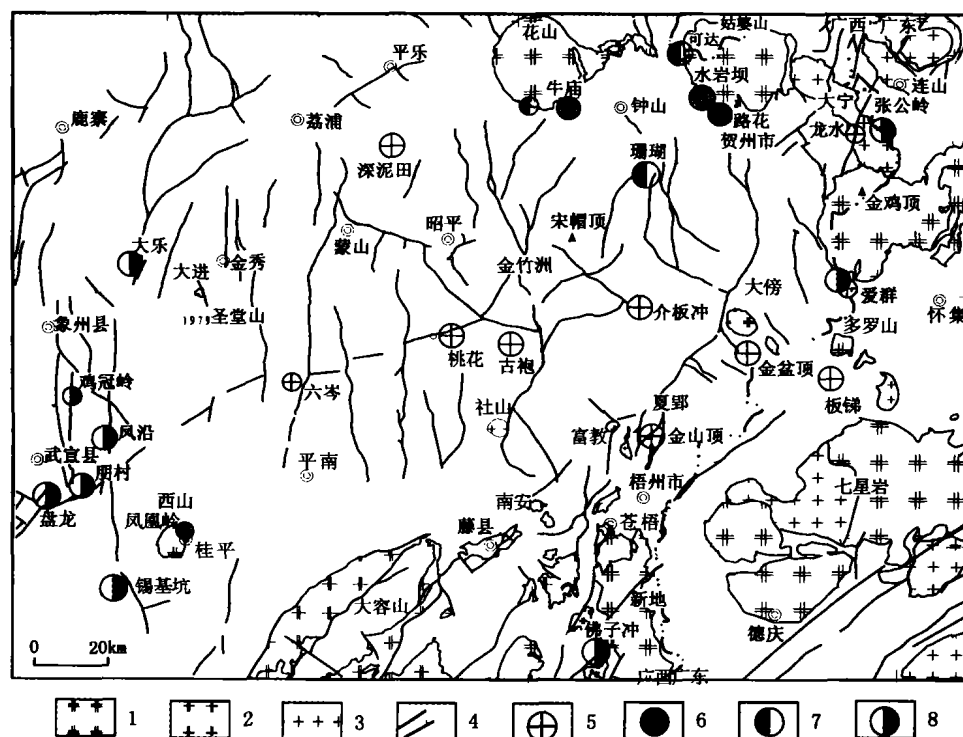 花山
姑婆山
广西
广东
可达
平乐
连山
水岩坝
牛庙
大宁
张公岭
钟山
鹿寨
荔浦
路花
龙水
贺州市
珊瑚
深泥田
金鸡顶
昭平
宋帽顶
蒙山
大乐
金秀
大进
金竹洲
大傍
爱群
怀集
1979
圣堂山
介板冲
象州县
多罗山
桃花
古袍
金盆顶
鸡冠岭
六岑
板锑
社山
夏郢
凤沿
富教
金山顶
武宣县
平南
朋村
梧州市
七星岩
盘龙
西山
南安
凤凰岭
藤县
苍梧
桂平
锡基坑
大容山
新地
德庆
佛子冲
0 20km
广西
广东
1 2 3 4 5 6 7 8